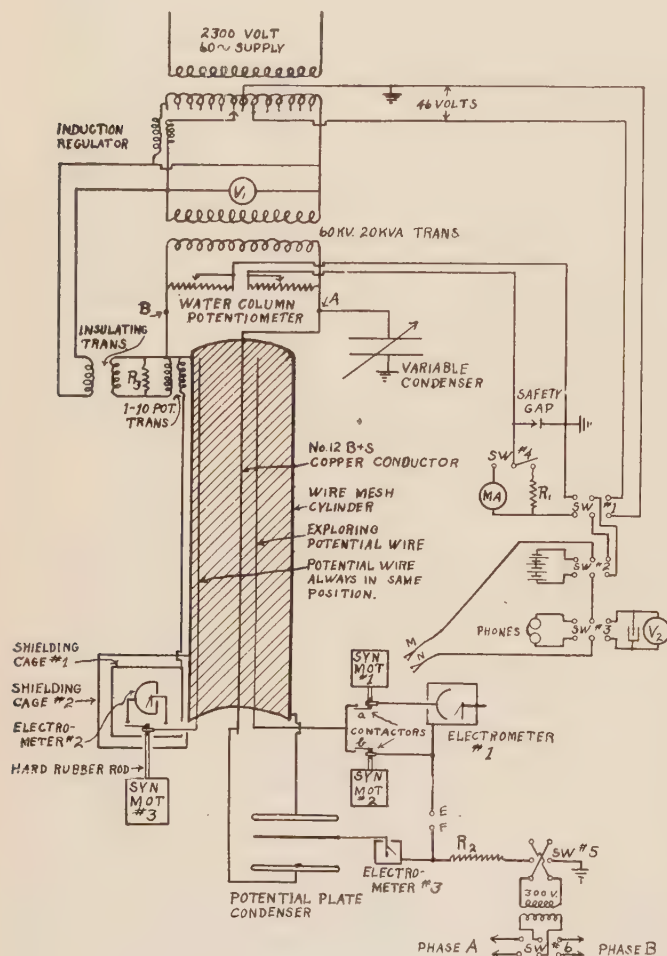 2300 VOLT
60~ SUPPLY
46 VOLTS
INDUCTION
REGULATOR
V1
60KV. 20KVA TRANS
A
WATER COLUMN
POTENTIOMETER
B
INSULATING
TRANS.
R3
1-10 POT.
TRANS
VARIABLE
CONDENSER
SAFETY
GAP
No.12 B+S
COPPER CONDUCTOR
SW #4
MA
R1
SW #1
WIRE MESH
CYLINDER
EXPLORING
POTENTIAL WIRE
SW #2
POTENTIAL WIRE
ALWAYS IN SAME
POSITION.
PHONES
SW #3
V2
M
N
SHIELDING
CAGE #1
SHIELDING
CAGE #2
ELECTRO-
METER #2
HARD RUBBER ROD
SYN
MOT
#3
SYN
MOT
#1
a
CONTACTORS
b
ELECTROMETER
#1
SYN
MOT
#2
E
F
R2
SW #5
ELECTRO-
METER #3
300 V.
POTENTIAL PLATE
CONDENSER
PHASE A
SW #6
PHASE B